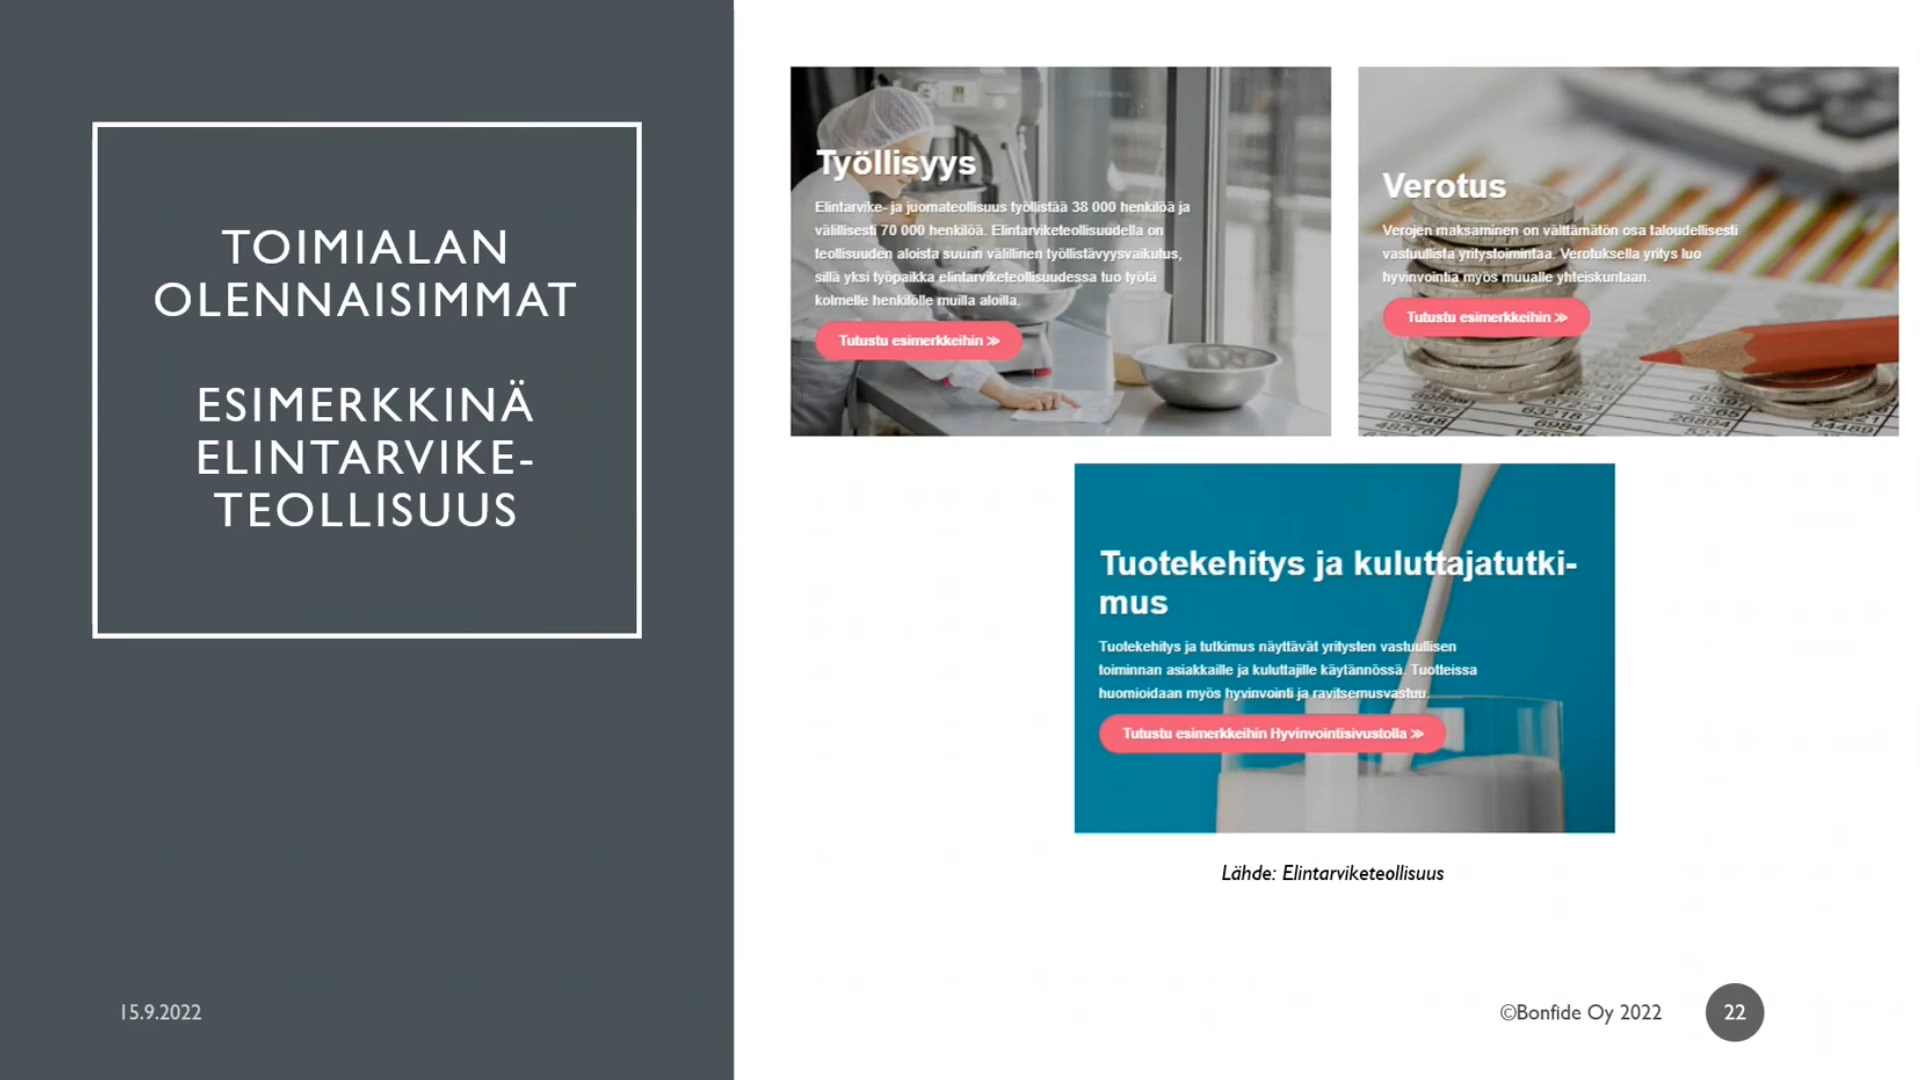 TOIMIALAN
OLENNAISIMMAT
ESIMERKKINÄ
ELINTARVIKE-
TEOLLISUUS
Työllisyys
Elintarvike- ja juomateollisuus työllistää 38 000 henkilöä ja
välillisesti 70 000 henkilöä. Elintarviketeollisuudella on
teollisuuden aloista suurin välillinen työllistävyysvaikutus,
sillä yksi työpaikka elintarviketeollisuudessa tuo työtä
kolmelle henkilölle muilla aloilla.
Tutustu esimerkkeihin ≫
Verotus
Verojen maksaminen on välttämätön osa taloudellisesti
vastuullista yritystoimintaa. Verotuksella yritys luo
hyvinvointia myös muualle yhteiskuntaan.
Tutustu esimerkkeihin ≫
Tuotekehitys ja kuluttajatutki-
mus
Tuotekehitys ja tutkimus näyttävät yritysten vastuullisen
toiminnan asiakkaille ja kuluttajille käytännössä. Tuotteissa
huomioidaan myös hyvinvointi ja ravitsemusvastuu.
Tutustu esimerkkeihin Hyvinvointisivustolla ≫
Lähde: Elintarviketeollisuus
15.9.2022
©Bonfide Oy 2022
22